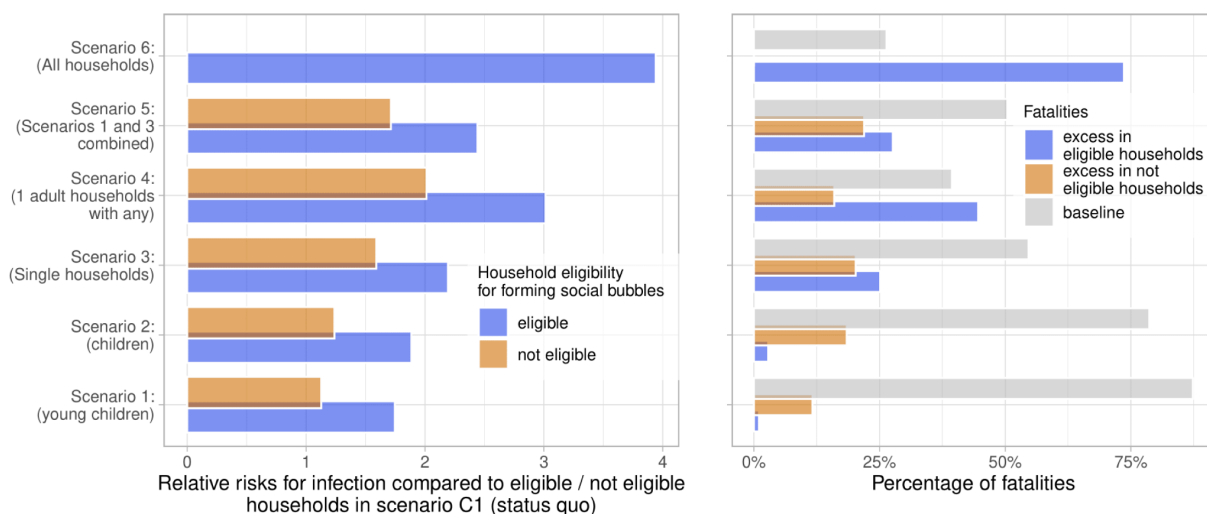 Scenario 6:
(All households)
Scenario 5:
(Scenarios 1 and 3
combined)
Scenario 4:
(1 adult households
with any)
Scenario 3:
(Single households)
Scenario 2:
(children)
Scenario 1:
(young children)
Household eligibility
for forming social bubbles
eligible
not eligible
0 1 2 3 4
Relative risks for infection compared to eligible / not eligible
households in scenario C1 (status quo)
Fatalities
excess in
eligible households
excess in not
eligible households
baseline
0% 25% 50% 75%
Percentage of fatalities